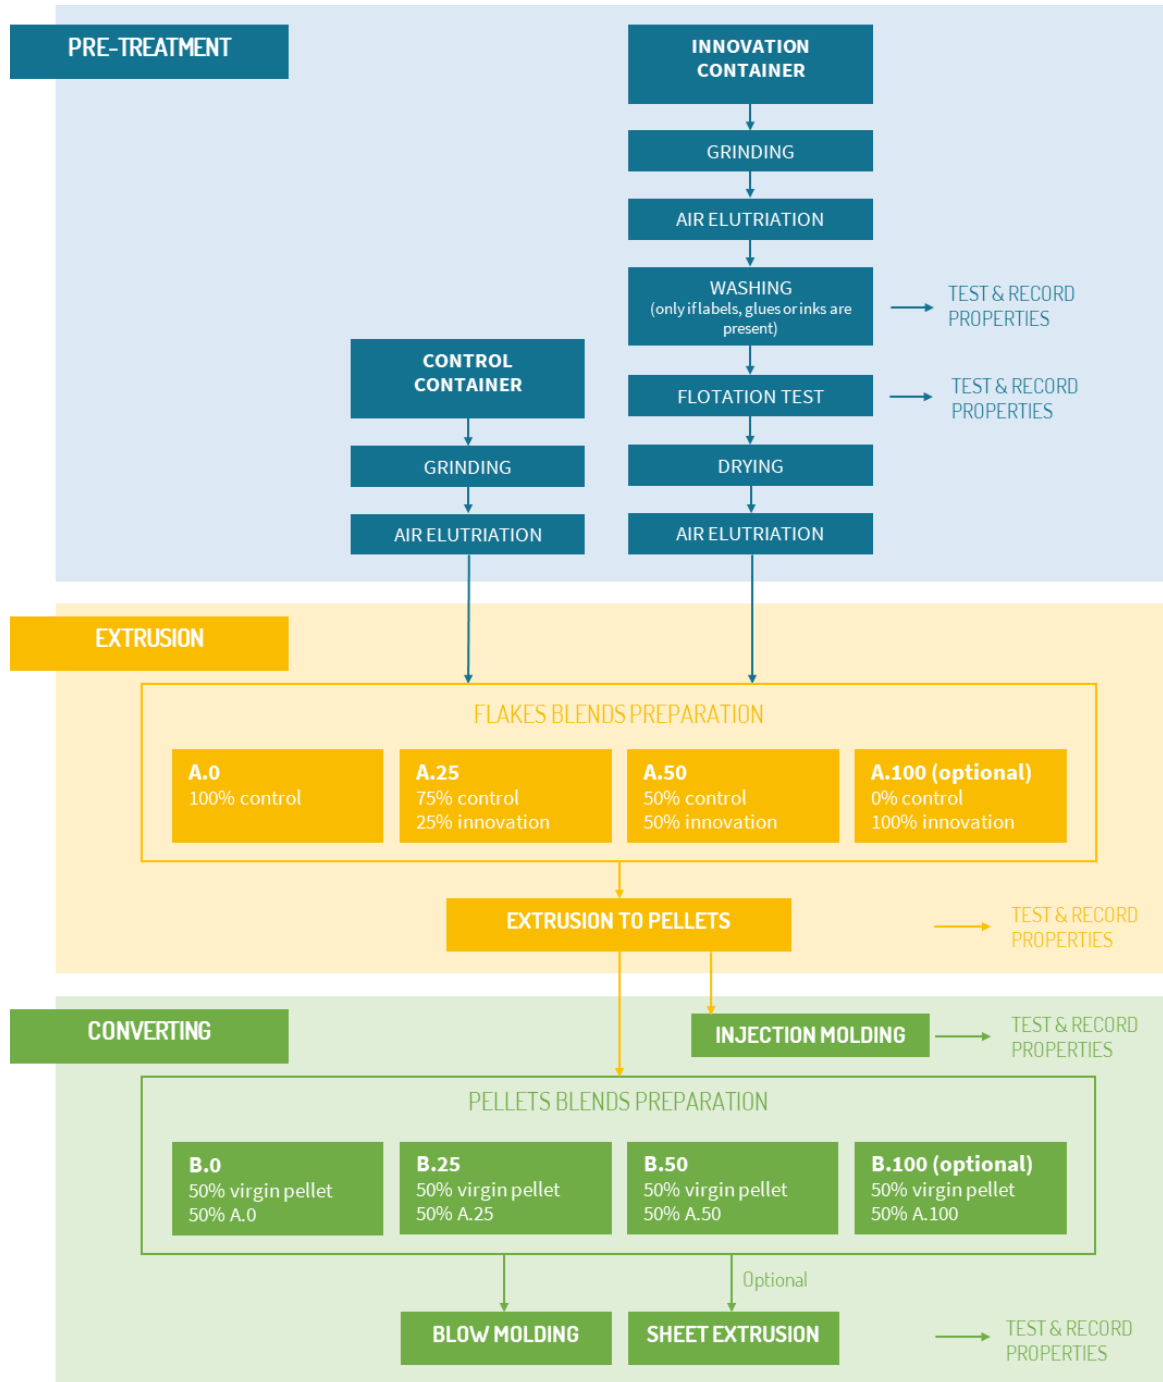 PRE-TREATMENT
INNOVATION
CONTAINER
GRINDING
AIR ELUTRIATION
WASHING
(only if labels, glues or inks are
present)
TEST & RECORD
PROPERTIES
CONTROL
CONTAINER
FLOTATION TEST
TEST & RECORD
PROPERTIES
GRINDING
DRYING
AIR ELUTRIATION
AIR ELUTRIATION
EXTRUSION
FLAKES BLENDS PREPARATION
A.0
100% control
A.25
75% control
25% innovation
A.50
50% control
50% innovation
A.100 (optional)
0% control
100% innovation
EXTRUSION TO PELLETS
TEST & RECORD
PROPERTIES
CONVERTING
INJECTION MOLDING
TEST & RECORD
PROPERTIES
PELLETS BLENDS PREPARATION
B.0
50% virgin pellet
50% A.0
B.25
50% virgin pellet
50% A.25
B.50
50% virgin pellet
50% A.50
B.100 (optional)
50% virgin pellet
50% A.100
Optional
BLOW MOLDING
SHEET EXTRUSION
TEST & RECORD
PROPERTIES